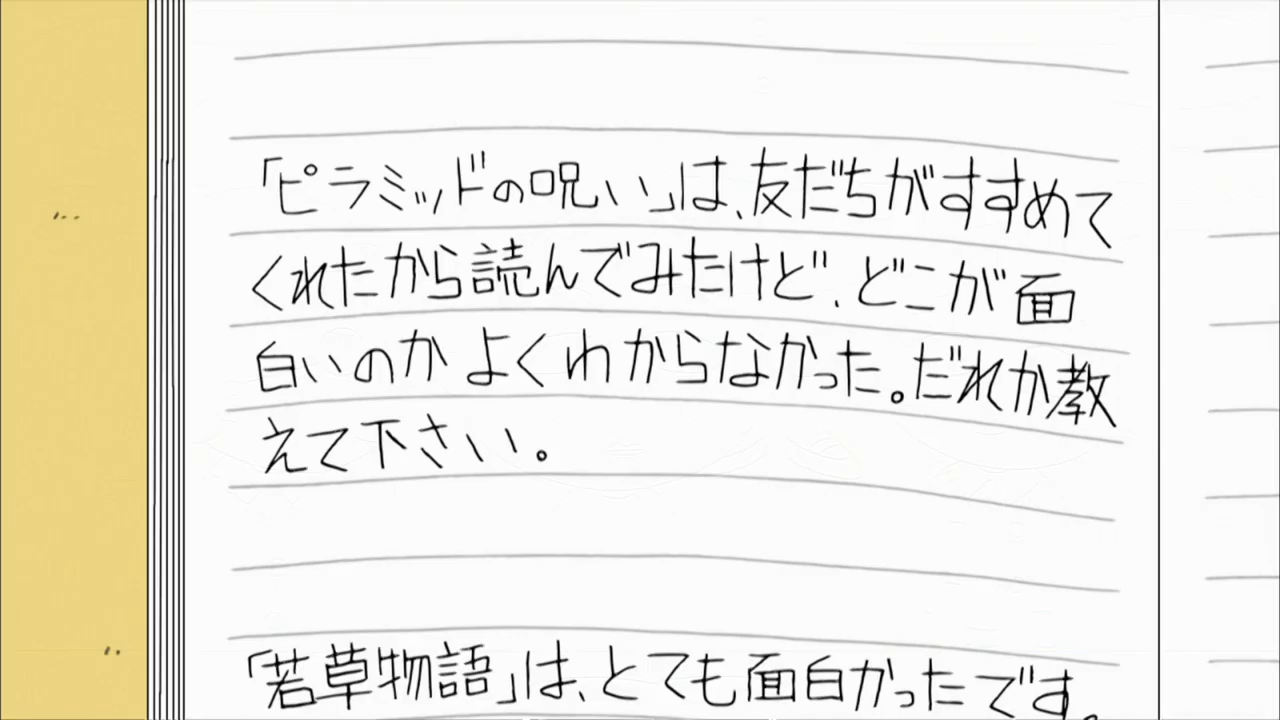 「ピラミッドの呪い」は、友だちがすすめて
くれたから読んでみたけど、どこが面
白いのかよくわからなかった。だれか教
えて下さい。
「若草物語」は、とても面白かったです。